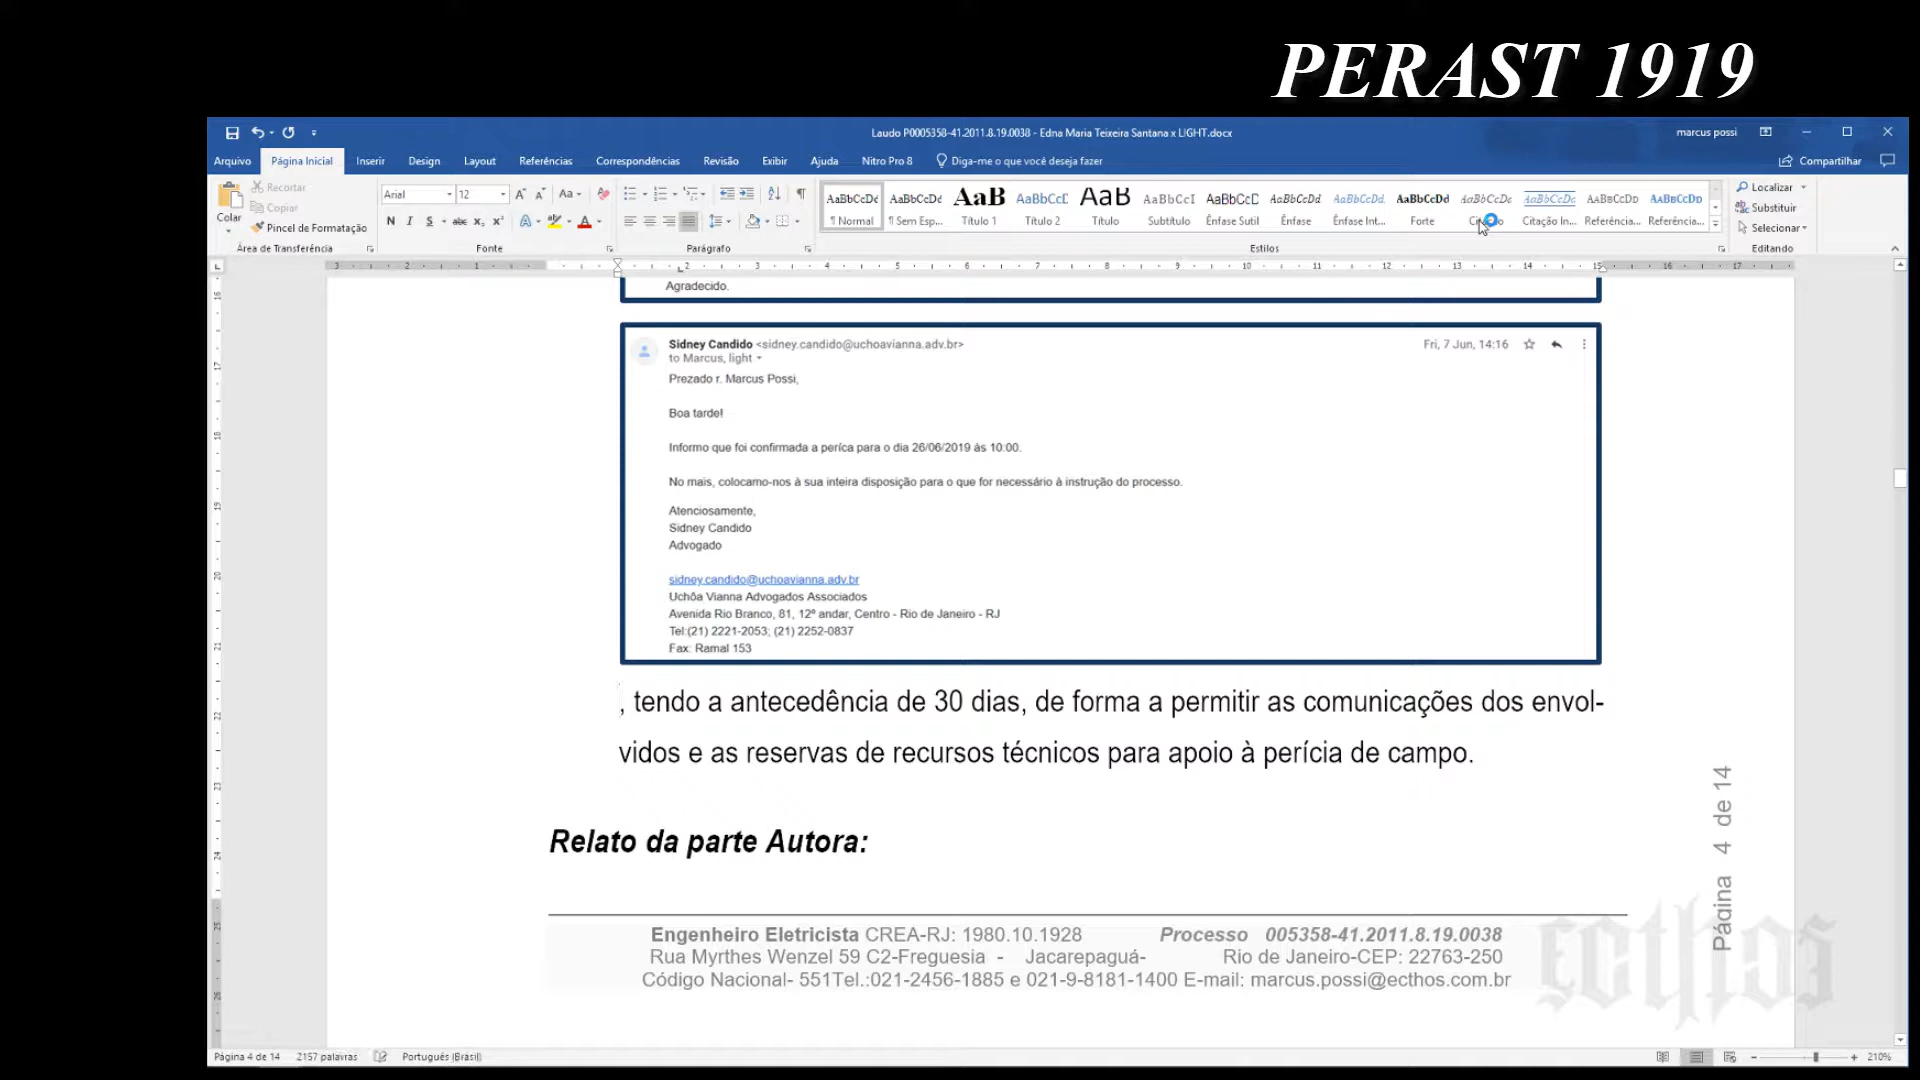 PERAST 1919
Laudo P0005358-41.2011.8.19.0038 - Edna Maria Teixeira Santana x LIGHT.docx
marcus possi
Arquivo Página Inicial Inserir Design Layout Referências Correspondências Revisão Exibir Ajuda Nitro Pro 8 Diga-me o que você deseja fazer Compartilhar
Recortar
Copiar
Pincel de Formatação
Colar
Área de Transferência
Arial 12
Fonte
Parágrafo
AaBbCcDc AaBbCcDc AaB AaBbCcD AaB AaBbCcI AaBbCcD AaBbCcDd AaBbCcDd. AaBbCcDd AaBbCcDc AaBbCcDc AaBbCcDd AaBbCcDd
¶ Normal ¶ Sem Esp... Título 1 Título 2 Título Subtítulo Ênfase Sutil Ênfase Ênfase Int... Forte Citação In... Referência... Referência...
Estilos
Localizar
Substituir
Selecionar
Editando
Agradecido.
Sidney Candido <sidney.candido@uchoavianna.adv.br>
Fri, 7 Jun, 14:16
to Marcus, light
Prezado r. Marcus Possi,
Boa tarde!
Informo que foi confirmada a períca para o dia 26/06/2019 às 10:00.
No mais, colocamo-nos à sua inteira disposição para o que for necessário à instrução do processo.
Atenciosamente,
Sidney Candido
Advogado
sidney.candido@uchoavianna.adv.br
Uchôa Vianna Advogados Associados
Avenida Rio Branco, 81, 12º andar, Centro - Rio de Janeiro - RJ
Tel:(21) 2221-2053; (21) 2252-0837
Fax: Ramal 153
, tendo a antecedência de 30 dias, de forma a permitir as comunicações dos envol-
vidos e as reservas de recursos técnicos para apoio à perícia de campo.
Relato da parte Autora:
Página 4 de 14
Engenheiro Eletricista CREA-RJ: 1980.10.1928 Processo 005358-41.2011.8.19.0038
Rua Myrthes Wenzel 59 C2-Freguesia - Jacarepaguá- Rio de Janeiro-CEP: 22763-250
Código Nacional- 551Tel.:021-2456-1885 e 021-9-8181-1400 E-mail: marcus.possi@ecthos.com.br
ecthos
Página 4 de 14 2157 palavras Português (Brasil) 210%